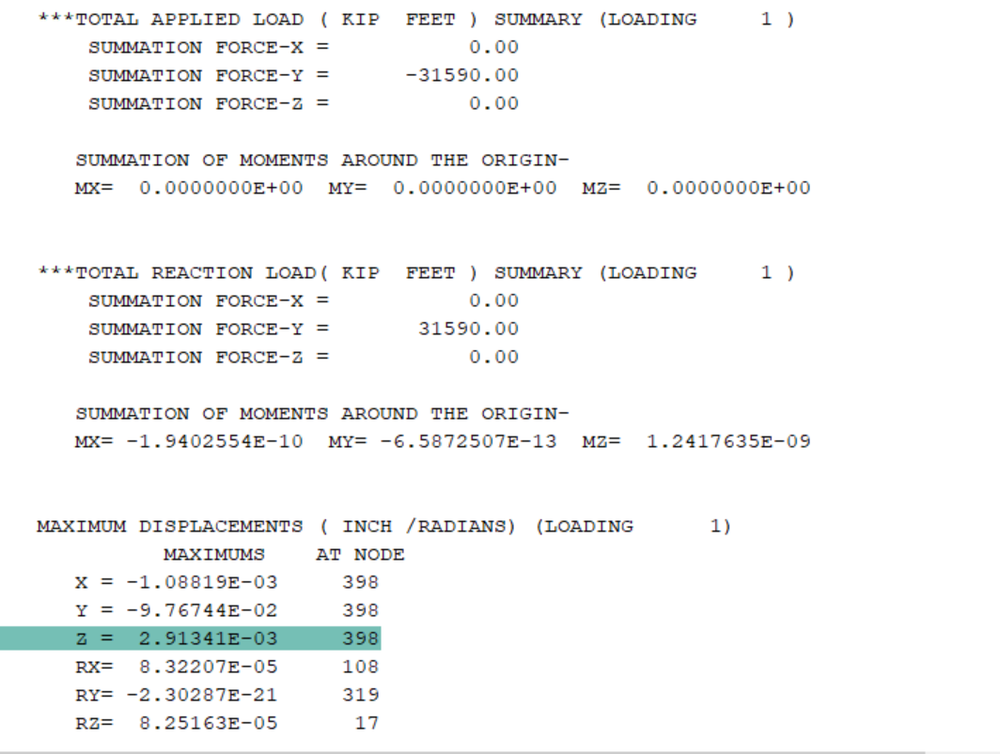 ***TOTAL APPLIED LOAD ( KIP  FEET ) SUMMARY (LOADING     1 )
SUMMATION FORCE-X =           0.00
SUMMATION FORCE-Y =      -31590.00
SUMMATION FORCE-Z =           0.00
SUMMATION OF MOMENTS AROUND THE ORIGIN-
MX=  0.0000000E+00  MY=  0.0000000E+00  MZ=  0.0000000E+00
***TOTAL REACTION LOAD( KIP  FEET ) SUMMARY (LOADING     1 )
SUMMATION FORCE-X =           0.00
SUMMATION FORCE-Y =       31590.00
SUMMATION FORCE-Z =           0.00
SUMMATION OF MOMENTS AROUND THE ORIGIN-
MX= -1.9402554E-10  MY= -6.5872507E-13  MZ=  1.2417635E-09
MAXIMUM DISPLACEMENTS ( INCH /RADIANS) (LOADING      1)
MAXIMUMS    AT NODE
X = -1.08819E-03     398
Y = -9.76744E-02     398
Z =  2.91341E-03     398
RX=  8.32207E-05     108
RY= -2.30287E-21     319
RZ=  8.25163E-05      17